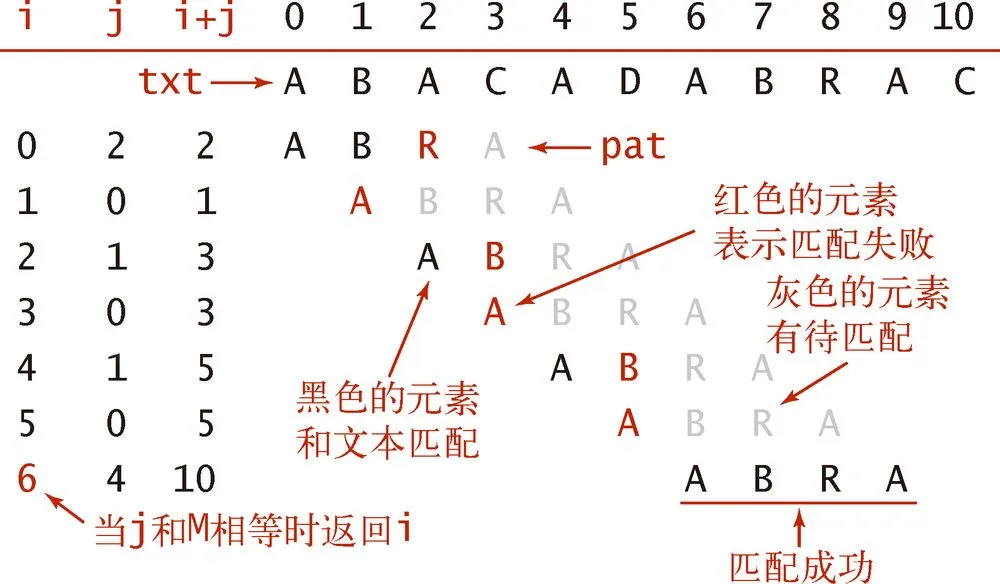 i j i+j 0 1 2 3 4 5 6 7 8 9 10
txt A B A C A D A B R A C
0 2 2 A B R A pat
1 0 1 A B R A
红色的元素
表示匹配失败
2 1 3 A B R A
灰色的元素
有待匹配
3 0 3 A B R A
4 1 5 A B R A
黑色的元素
和文本匹配
5 0 5 A B R A
6 4 10 A B R A
当j和M相等时返回i
匹配成功